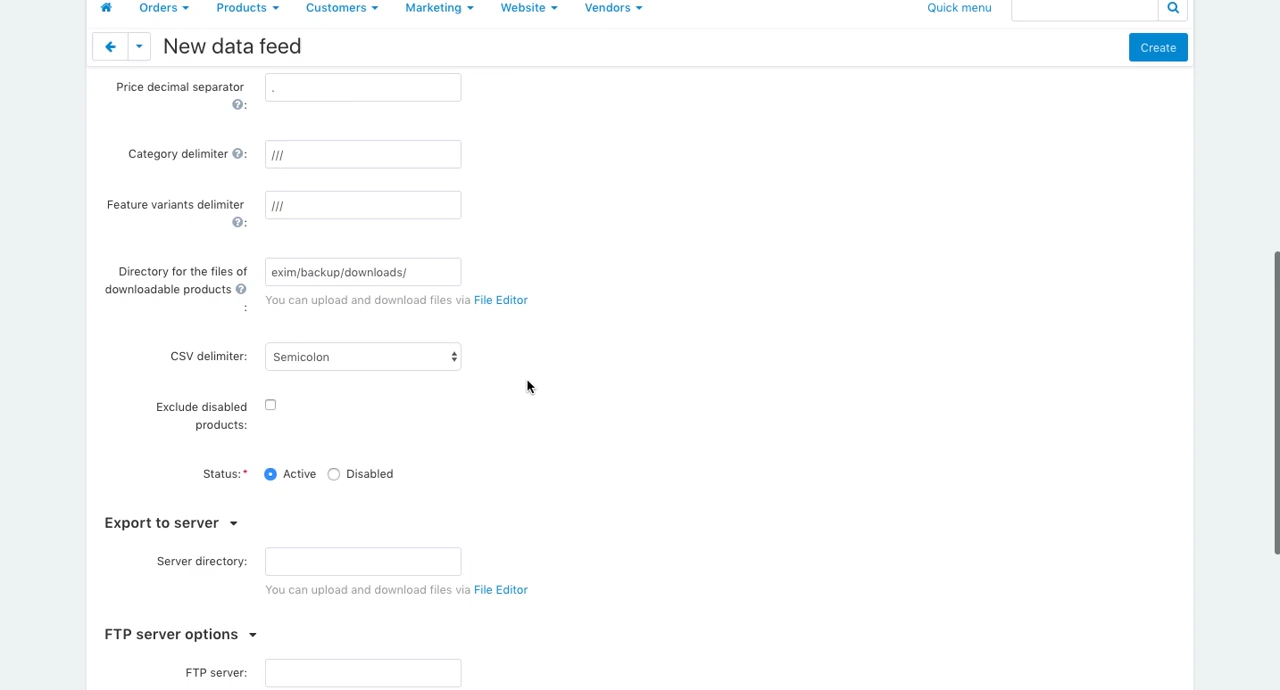 Orders Products Customers Marketing Website Vendors Quick menu
New data feed Create
Price decimal separator
?:
.
Category delimiter ?: ///
Feature variants delimiter
?:
///
Directory for the files of
downloadable products ?
:
exim/backup/downloads/
You can upload and download files via File Editor
CSV delimiter: Semicolon
Exclude disabled
products:
Status:* Active Disabled
Export to server
Server directory:
You can upload and download files via File Editor
FTP server options
FTP server: